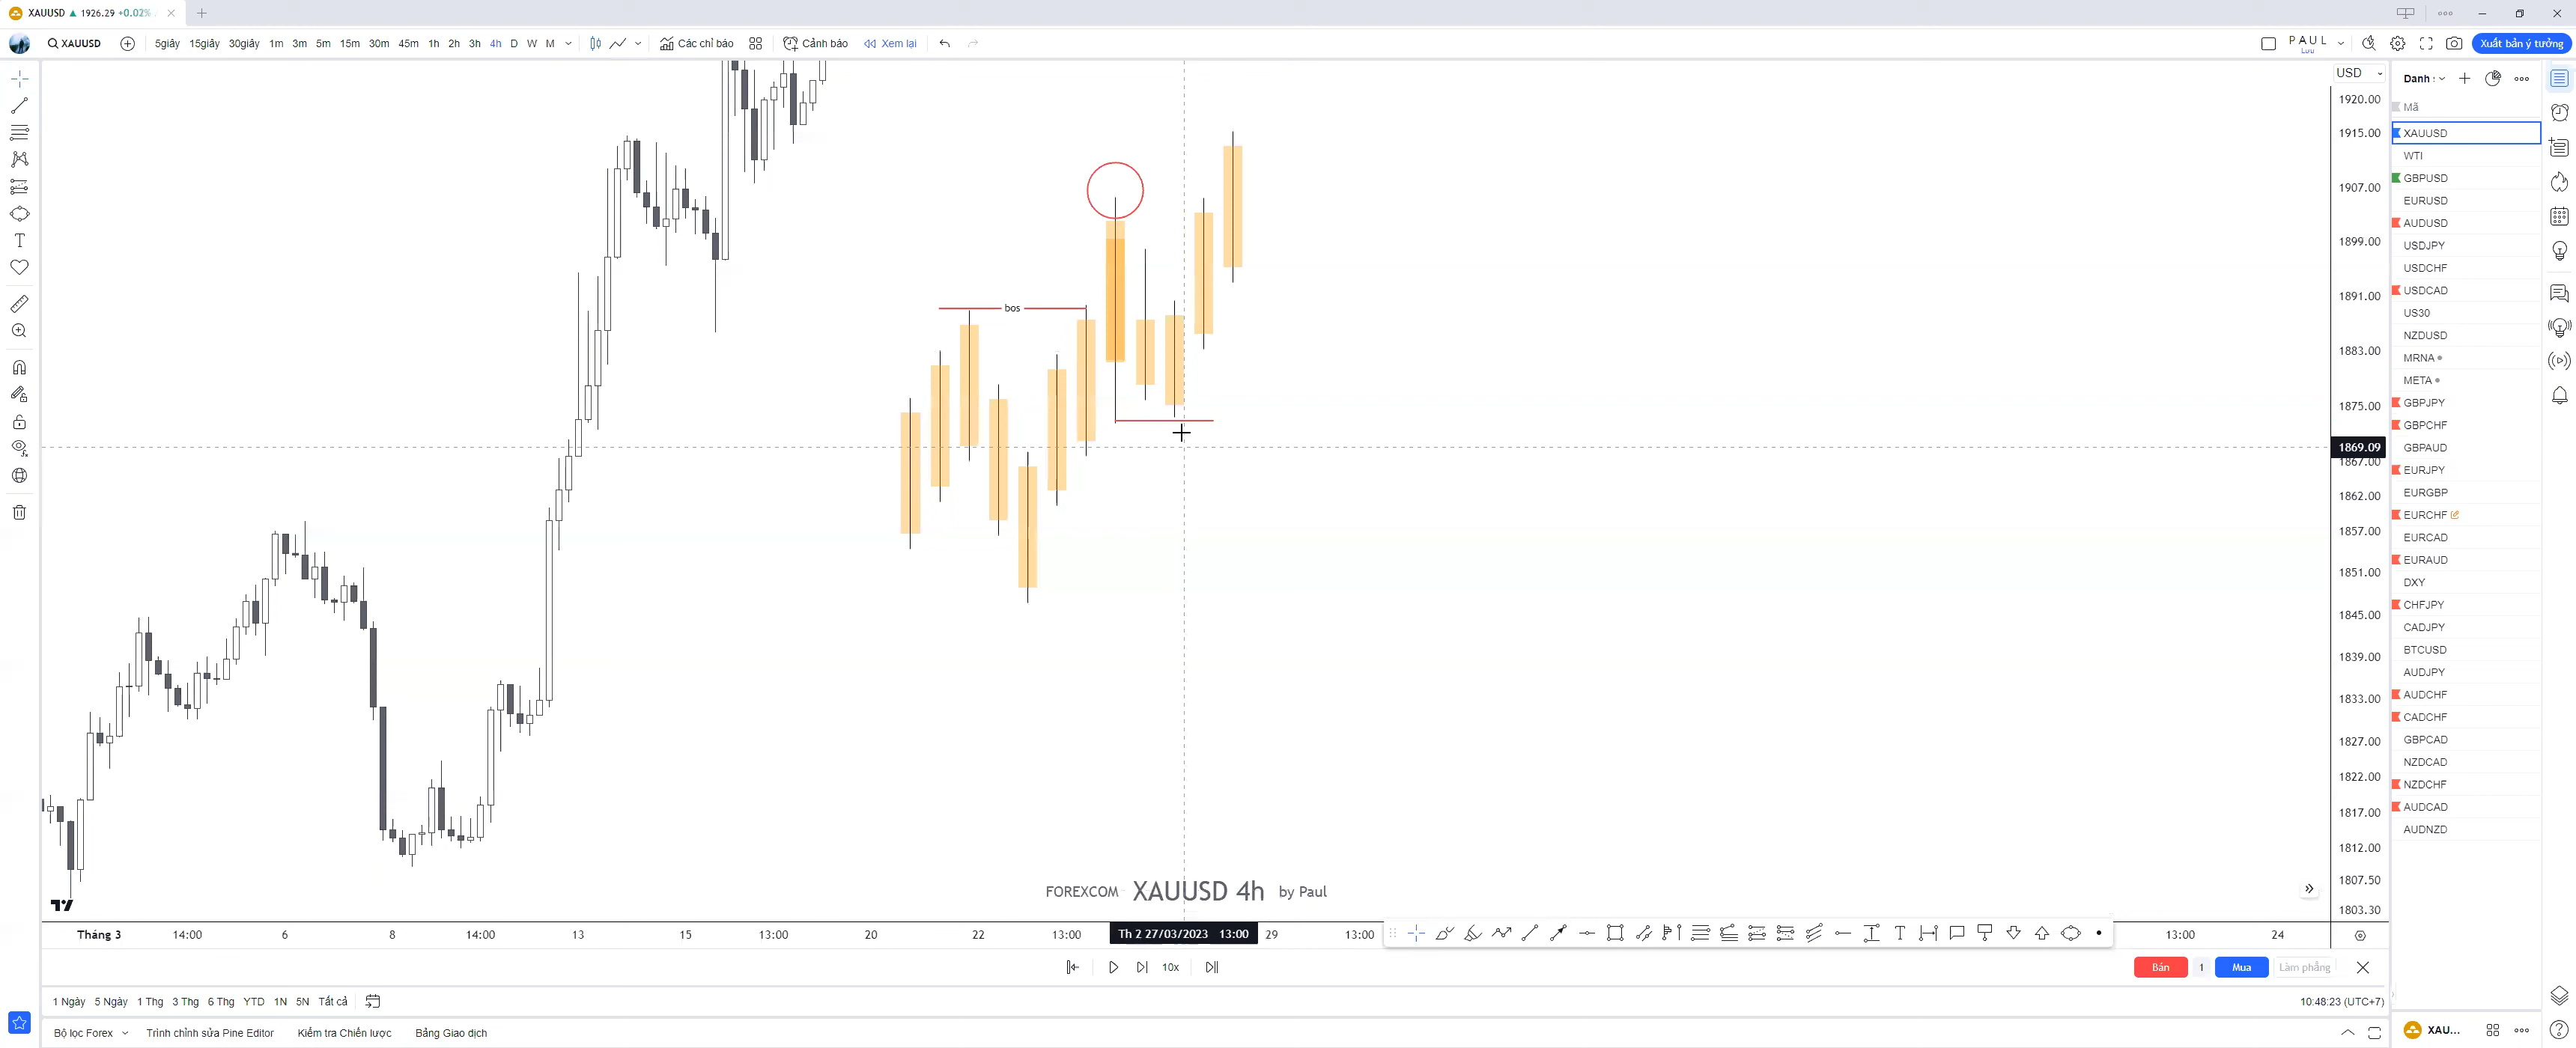 XAUUSD ▲ 1926.29 +0.02%
XAUUSD 5giây 15giây 30giây 1m 3m 5m 15m 30m 45m 1h 2h 3h 4h D W M Các chỉ báo Cảnh báo Xem lại PAUL Lưu Xuất bản ý tưởng
USD
1920.00
1915.00
1907.00
1899.00
1891.00
1883.00
1875.00
1869.09
1867.00
1862.00
1857.00
1851.00
1845.00
1839.00
1833.00
1827.00
1822.00
1817.00
1812.00
1807.50
1803.30
bos
FOREXCOM XAUUSD 4h by Paul
Tháng 3 14:00 6 8 14:00 13 15 13:00 20 22 13:00 Th 2 27/03/2023 13:00 29 13:00 13:00 24
10x Bán 1 Mua Làm phẳng
1 Ngày 5 Ngày 1 Thg 3 Thg 6 Thg YTD 1N 5N Tất cả 10:48:23 (UTC+7)
Bộ lọc Forex Trình chỉnh sửa Pine Editor Kiểm tra Chiến lược Bảng Giao dịch
Danh :
Mã
XAUUSD
WTI
GBPUSD
EURUSD
AUDUSD
USDJPY
USDCHF
USDCAD
US30
NZDUSD
MRNA
META
GBPJPY
GBPCHF
GBPAUD
EURJPY
EURGBP
EURCHF
EURCAD
EURAUD
DXY
CHFJPY
CADJPY
BTCUSD
AUDJPY
AUDCHF
CADCHF
GBPCAD
NZDCAD
NZDCHF
AUDCAD
AUDNZD
XAU...